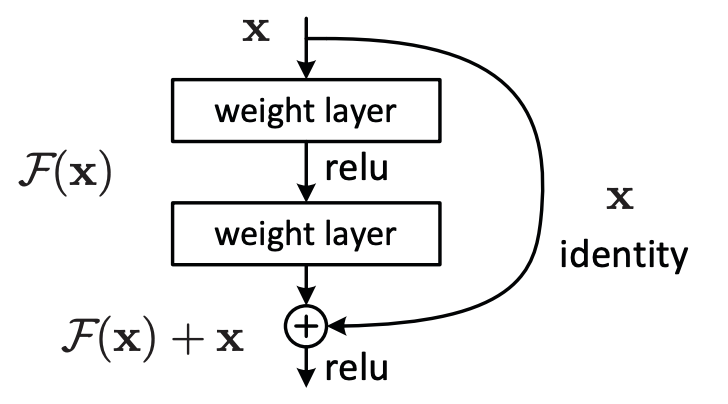 x
weight layer
F(x)
relu
x
weight layer
identity
F(x) + x
relu